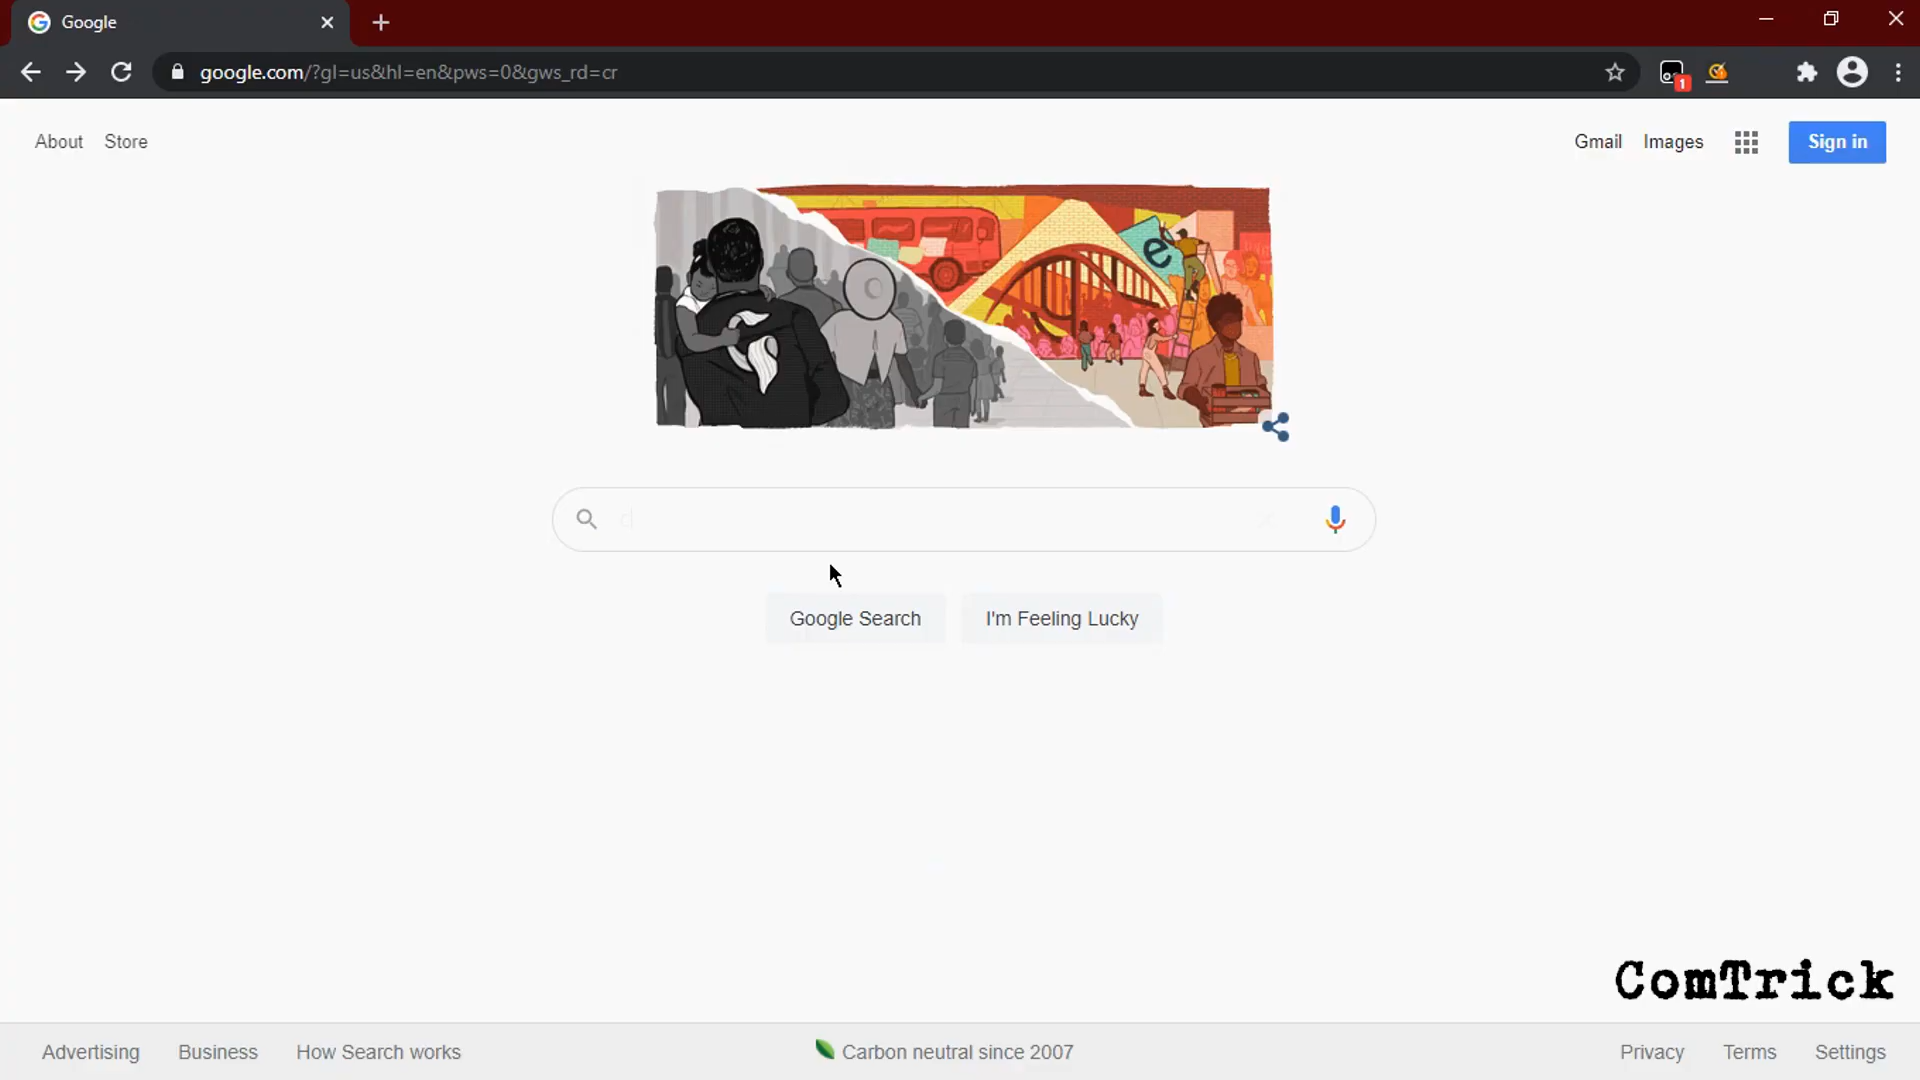 Google
google.com/?gl=us&hl=en&pws=0&gws_rd=cr
1
About Store
Gmail Images Sign in
e
Google Search I'm Feeling Lucky
ComTrick
Advertising Business How Search works
Carbon neutral since 2007
Privacy Terms Settings